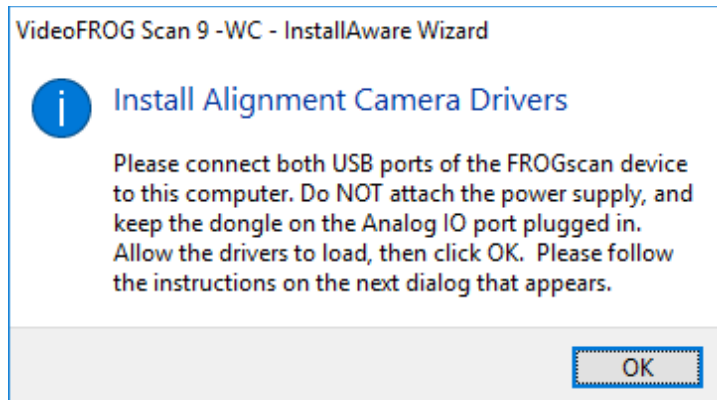 VideoFROG Scan 9 -WC - InstallAware Wizard
Install Alignment Camera Drivers
Please connect both USB ports of the FROGscan device
to this computer. Do NOT attach the power supply, and
keep the dongle on the Analog IO port plugged in.
Allow the drivers to load, then click OK.  Please follow
the instructions on the next dialog that appears.
OK